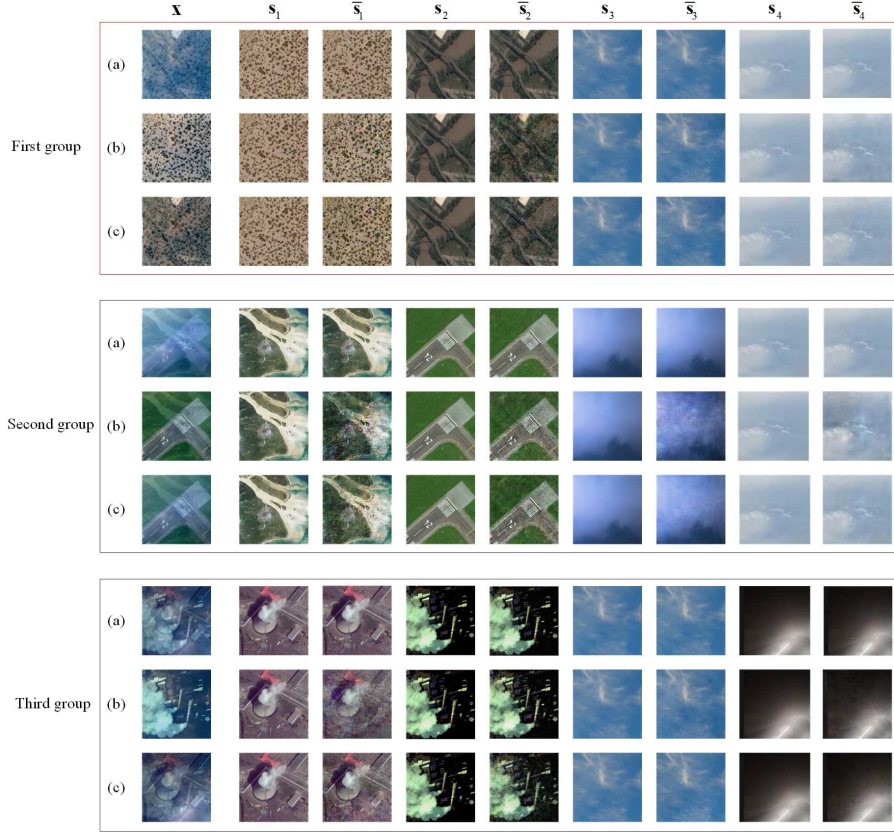 x s₁ s̅₁ s₂ s̅₂ s₃ s̅₃ s₄ s̅₄
(a)
First group (b)
(c)
(a)
Second group (b)
(c)
(a)
Third group (b)
(c)